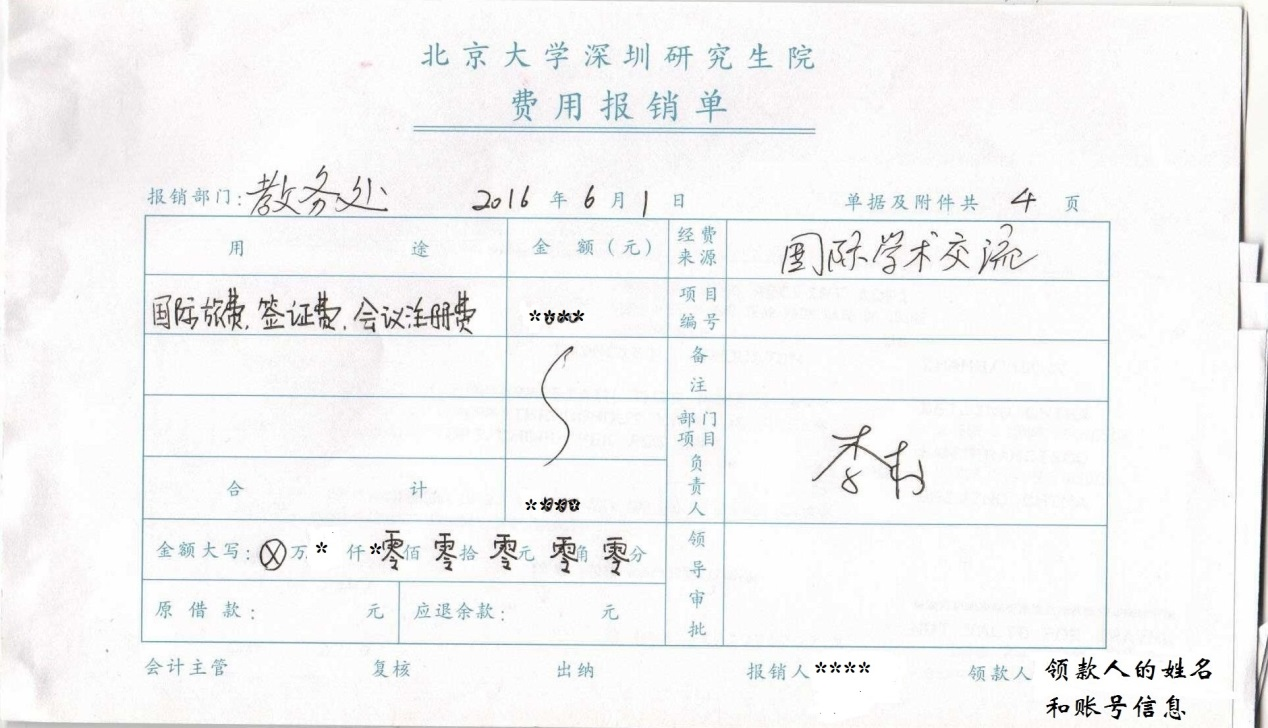 北京大学深圳研究生院
费用报销单
报销部门:教务处 2016 年 6 月 1 日 单据及附件共 4 页
用途 金额(元) 经费来源 国际学术交流
国际旅费、签证费、会议注册费 **** 项目编号
备注
部门项目负责人
合计 ****
金额大写:ⓧ万* 仟*零佰零拾零元零角零分 领导审批
原借款: 元 应退余款: 元
会计主管 复核 出纳 报销人**** 领款人 领款人的姓名
和账号信息